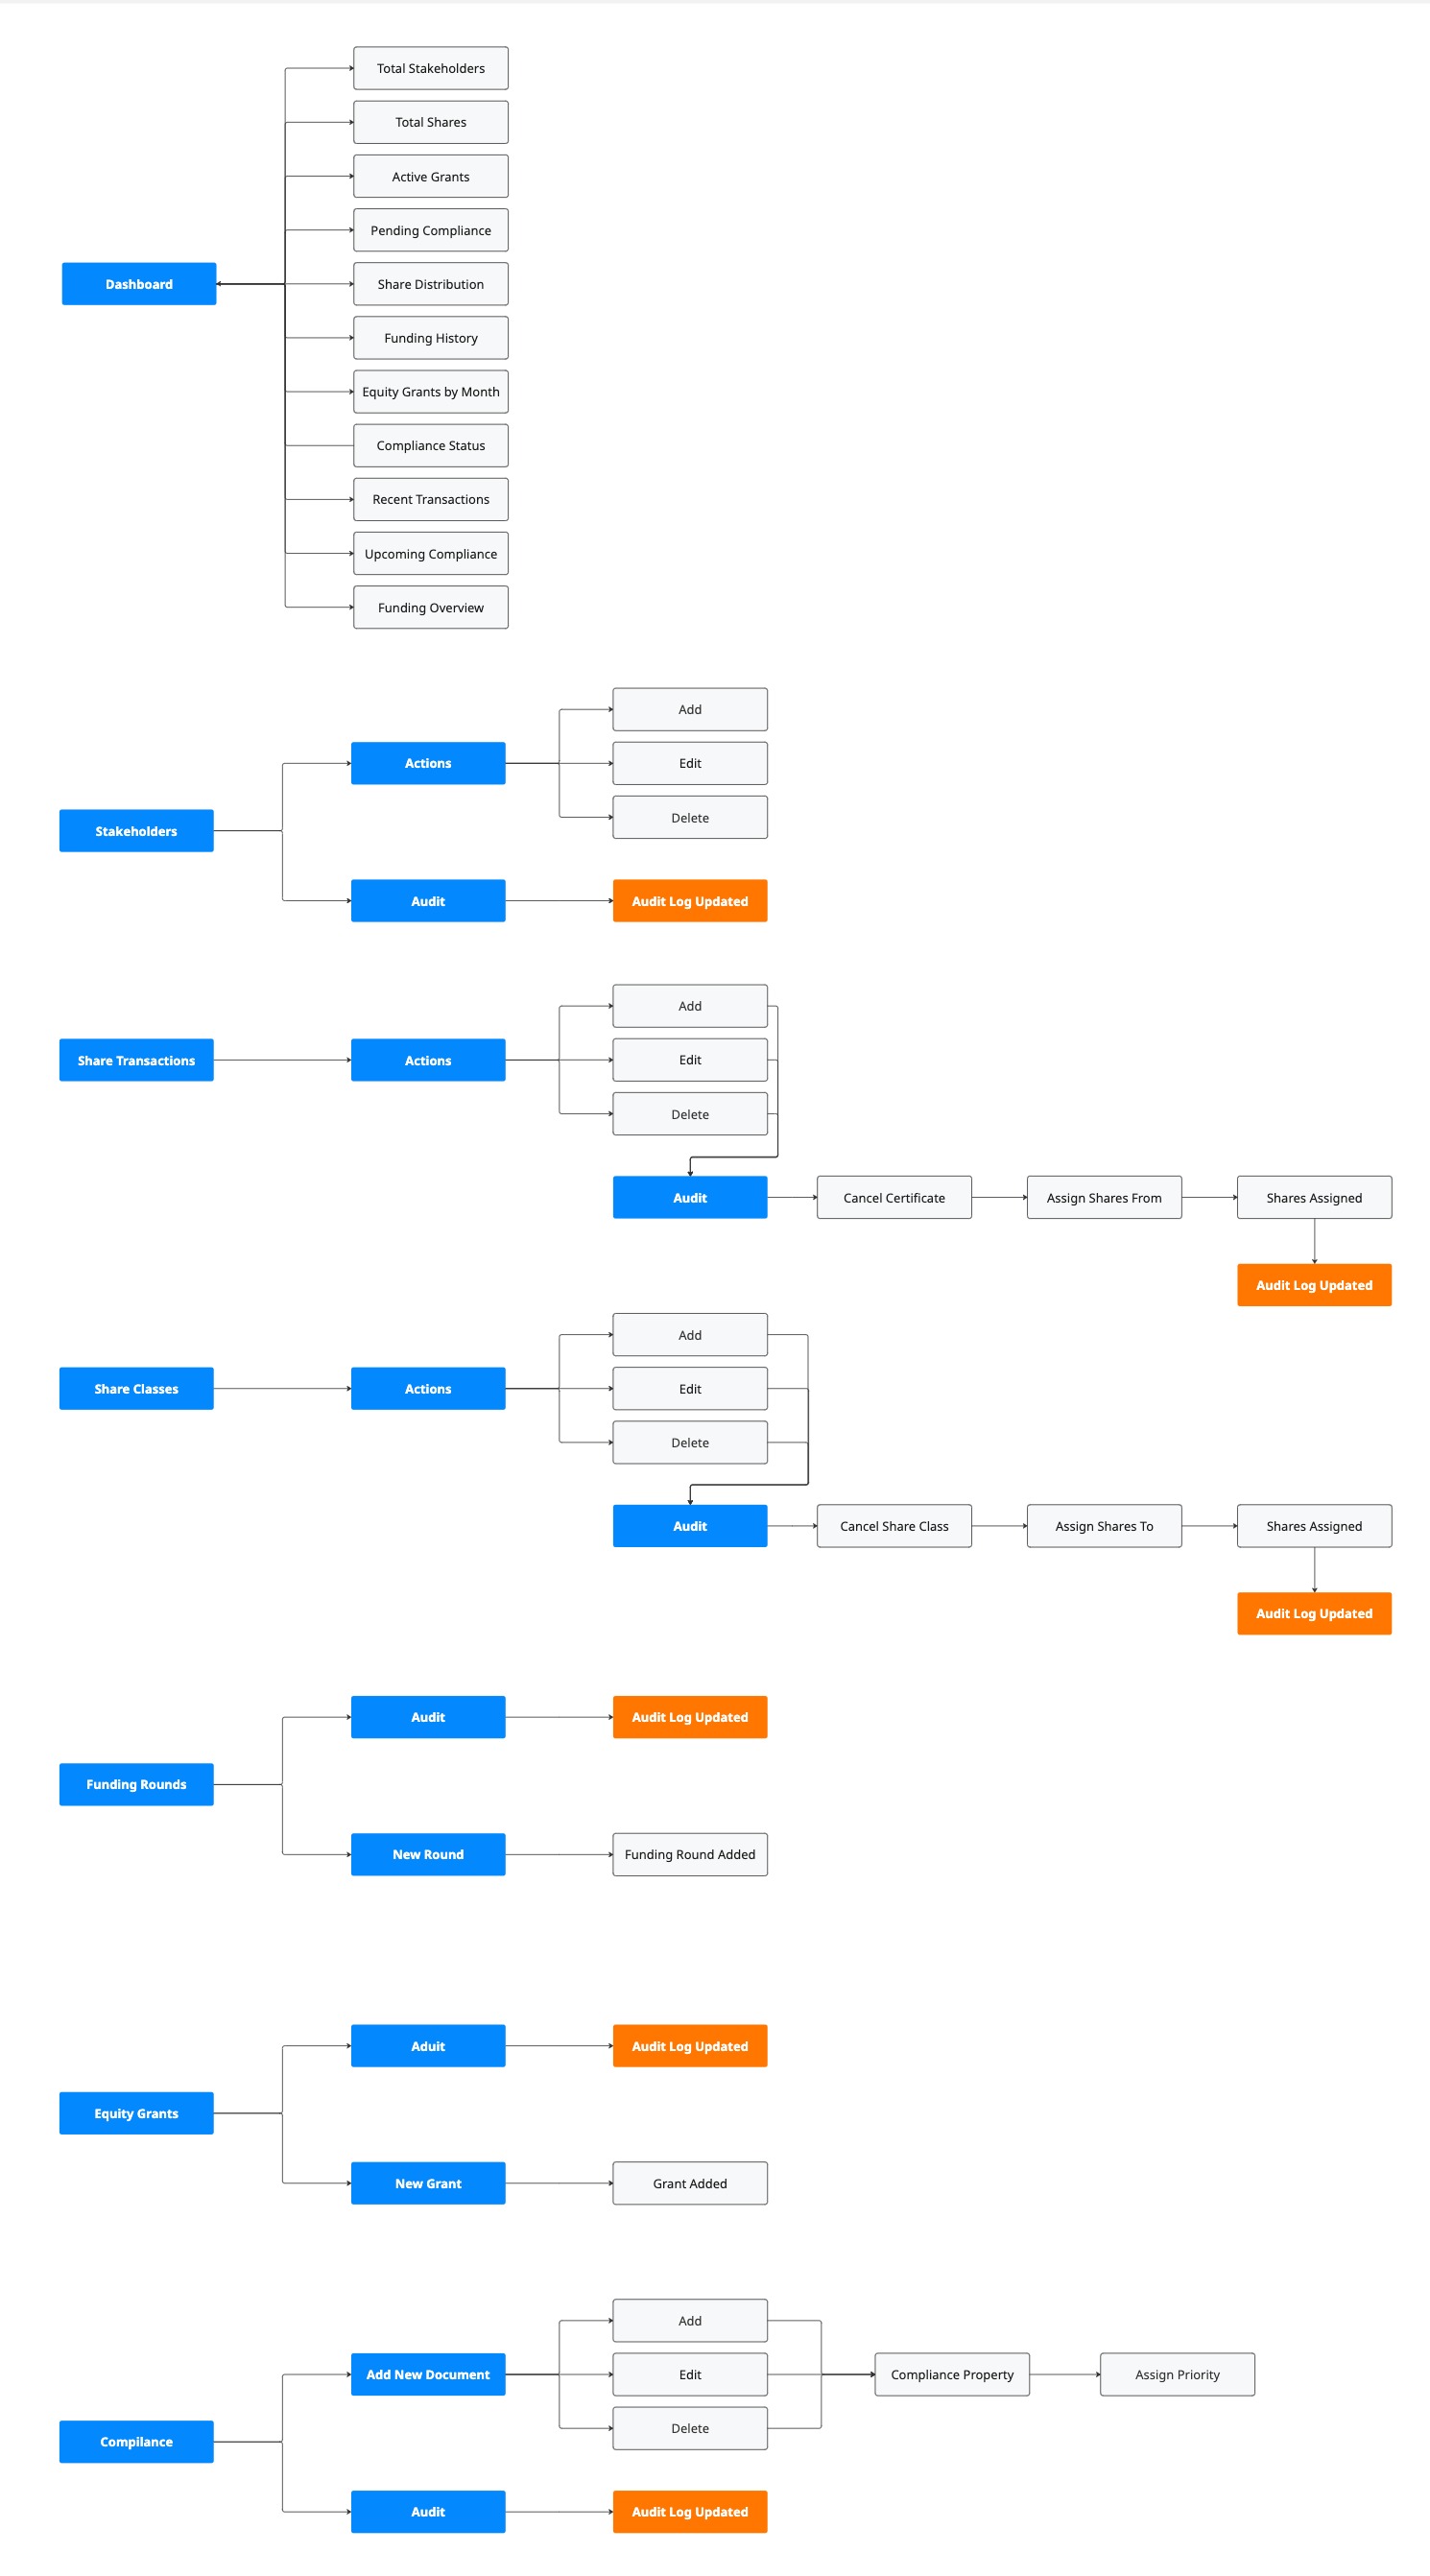 Total Stakeholders
Total Shares
Active Grants
Pending Compliance
Dashboard
Share Distribution
Funding History
Equity Grants by Month
Compliance Status
Recent Transactions
Upcoming Compliance
Funding Overview
Add
Actions
Edit
Delete
Stakeholders
Audit
Audit Log Updated
Add
Share Transactions
Actions
Edit
Delete
Audit
Cancel Certificate
Assign Shares From
Shares Assigned
Audit Log Updated
Add
Share Classes
Actions
Edit
Delete
Audit
Cancel Share Class
Assign Shares To
Shares Assigned
Audit Log Updated
Audit
Audit Log Updated
Funding Rounds
New Round
Funding Round Added
Aduit
Audit Log Updated
Equity Grants
New Grant
Grant Added
Add
Add New Document
Edit
Compliance Property
Assign Priority
Delete
Compilance
Audit
Audit Log Updated